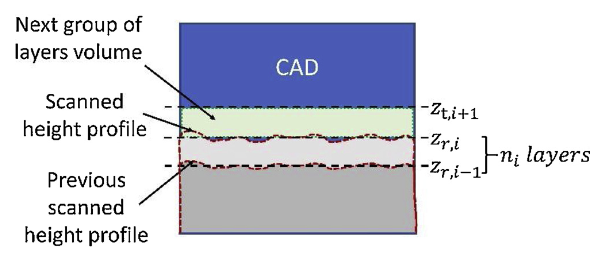 Next group of
layers volume
CAD
Scanned
height profile
Previous
scanned
height profile
z_{t,i+1}
z_{r,i}
z_{r,i-1}
n_i layers